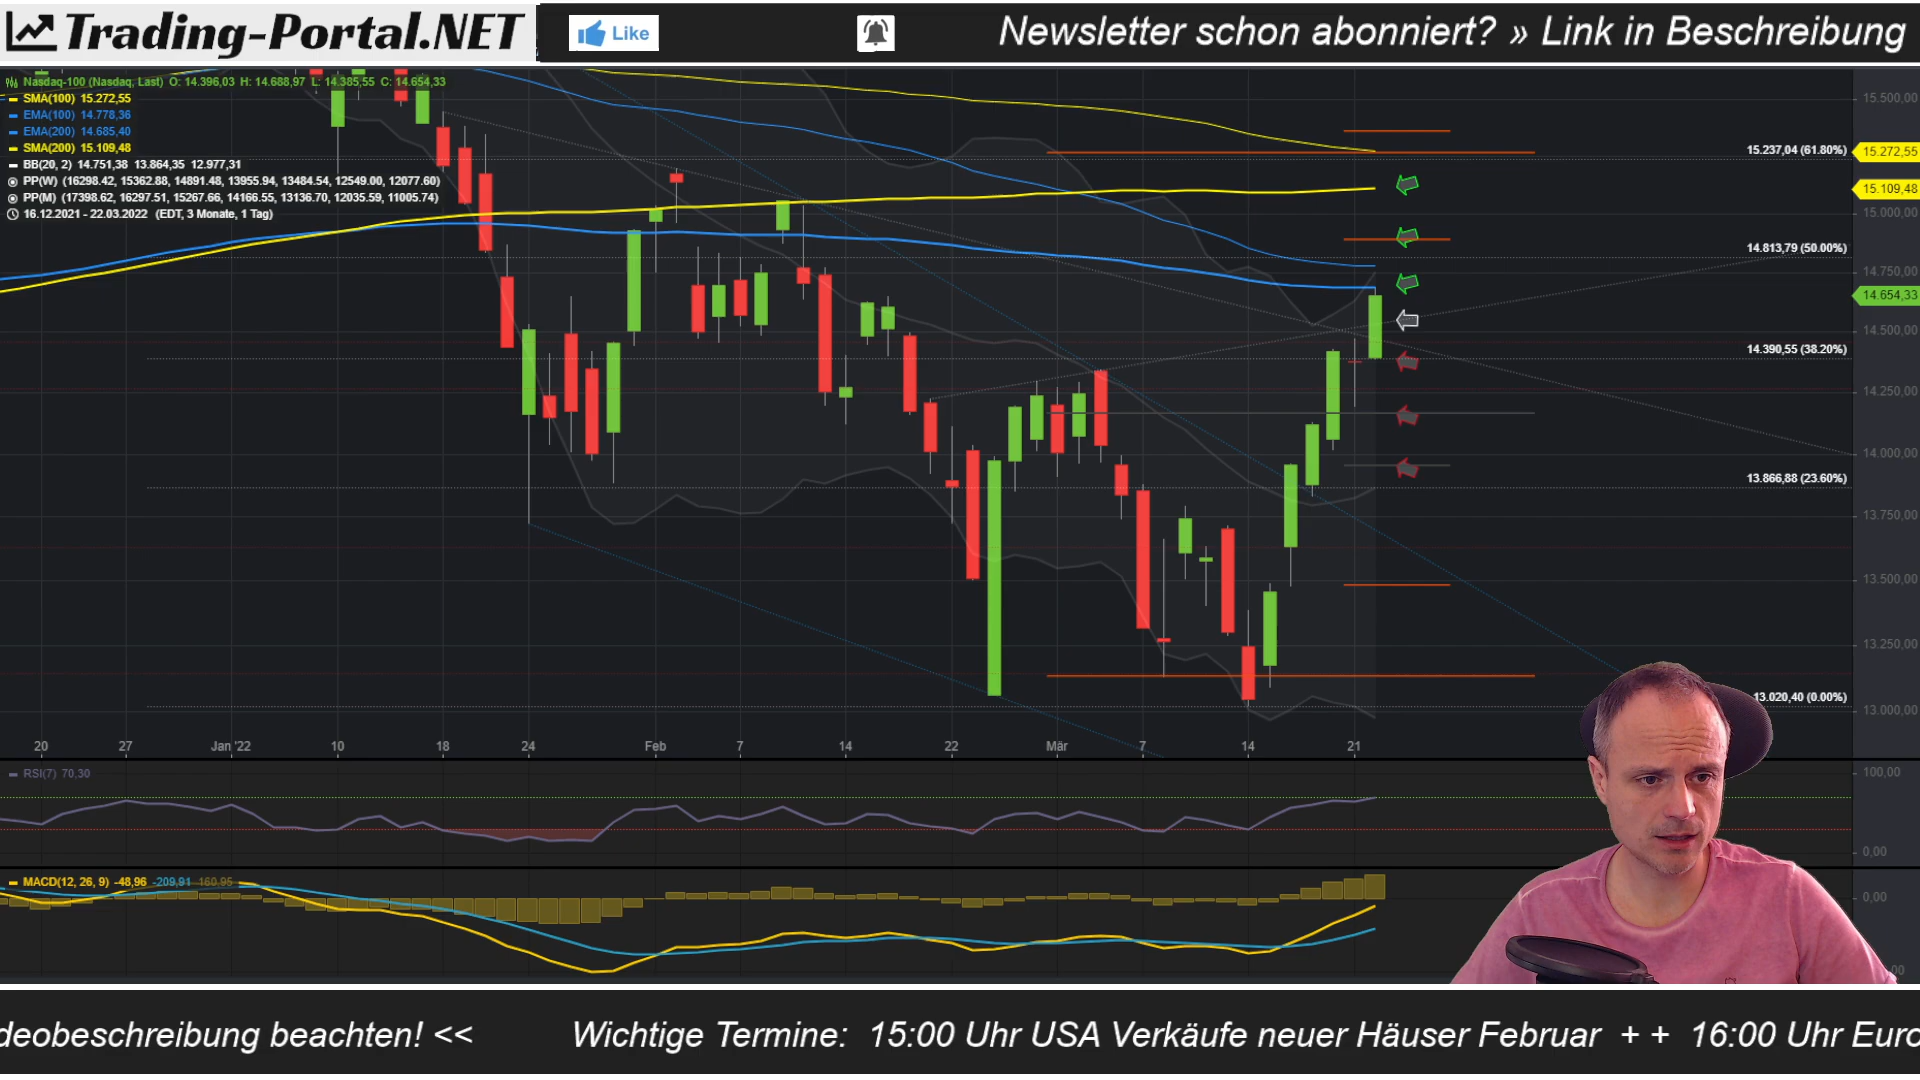 Trading-Portal.NET
Like
Newsletter schon abonniert? » Link in Beschreibung
Nasdaq-100 (Nasdaq, Last) O: 14.396,03 H: 14.688,97 L: 14.385,55 C: 14.654,33
SMA(100) 15.272,55
EMA(100) 14.778,36
EMA(200) 14.685,40
SMA(200) 15.109,48
BB(20, 2) 14.751,38 13.864,35 12.977,31
PP(W) (16298.42, 15362.88, 14891.48, 13955.94, 13484.54, 12549.00, 12077.60)
PP(M) (17398.62, 16297.51, 15267.66, 14166.55, 13136.70, 12035.59, 11005.74)
16.12.2021 - 22.03.2022 (EDT, 3 Monate, 1 Tag)
15.500,00
15.237,04 (61.80%)
15.272,55
15.109,48
15.000,00
14.813,79 (50.00%)
14.750,00
14.654,33
14.500,00
14.390,55 (38.20%)
14.250,00
14.000,00
13.866,88 (23.60%)
13.750,00
13.500,00
13.250,00
13.020,40 (0.00%)
13.000,00
20 27 Jan '22 10 18 24 Feb 7 14 22 Mär 7 14 21
RSI(7) 70,30
100,00
0,00
MACD(12, 26, 9) -48,96 -209,91 160,95
0,00
deobeschreibung beachten! <<
Wichtige Termine: 15:00 Uhr USA Verkäufe neuer Häuser Februar + + 16:00 Uhr Euro